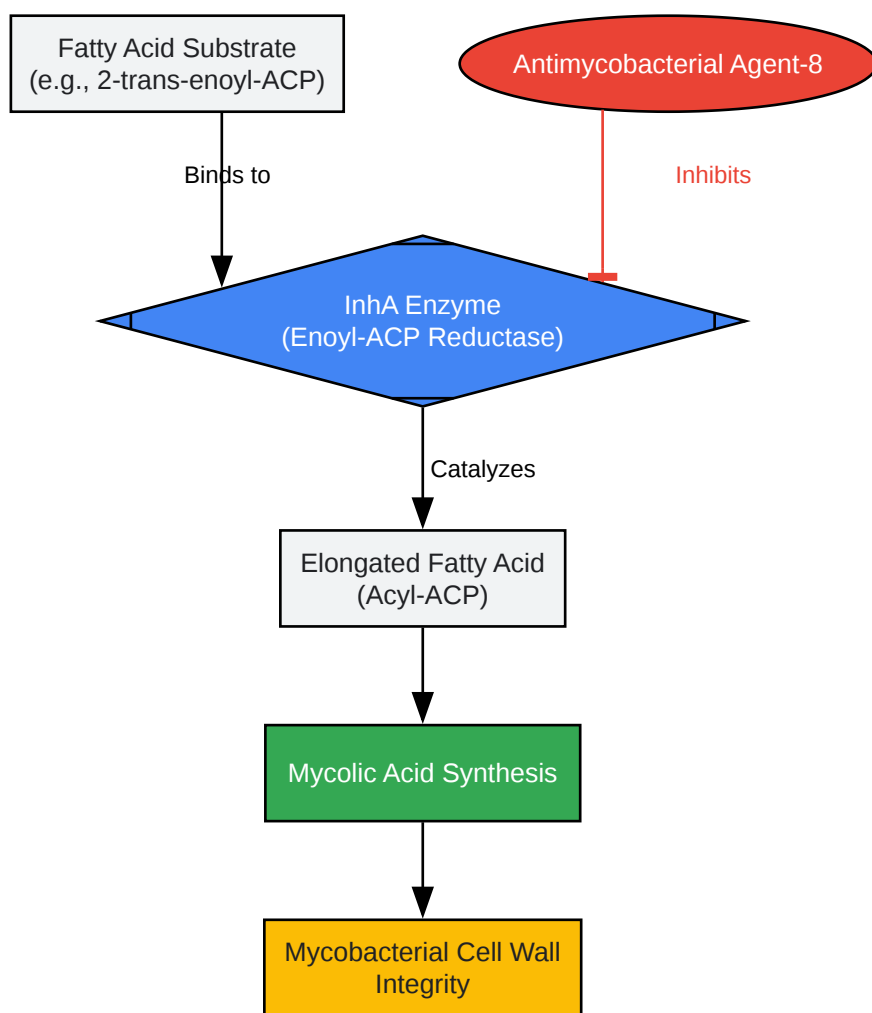 Fatty Acid Substrate
(e.g., 2-trans-enoyl-ACP)
Antimycobacterial Agent-8
Binds to
Inhibits
InhA Enzyme
(Enoyl-ACP Reductase)
Catalyzes
Elongated Fatty Acid
(Acyl-ACP)
Mycolic Acid Synthesis
Mycobacterial Cell Wall
Integrity